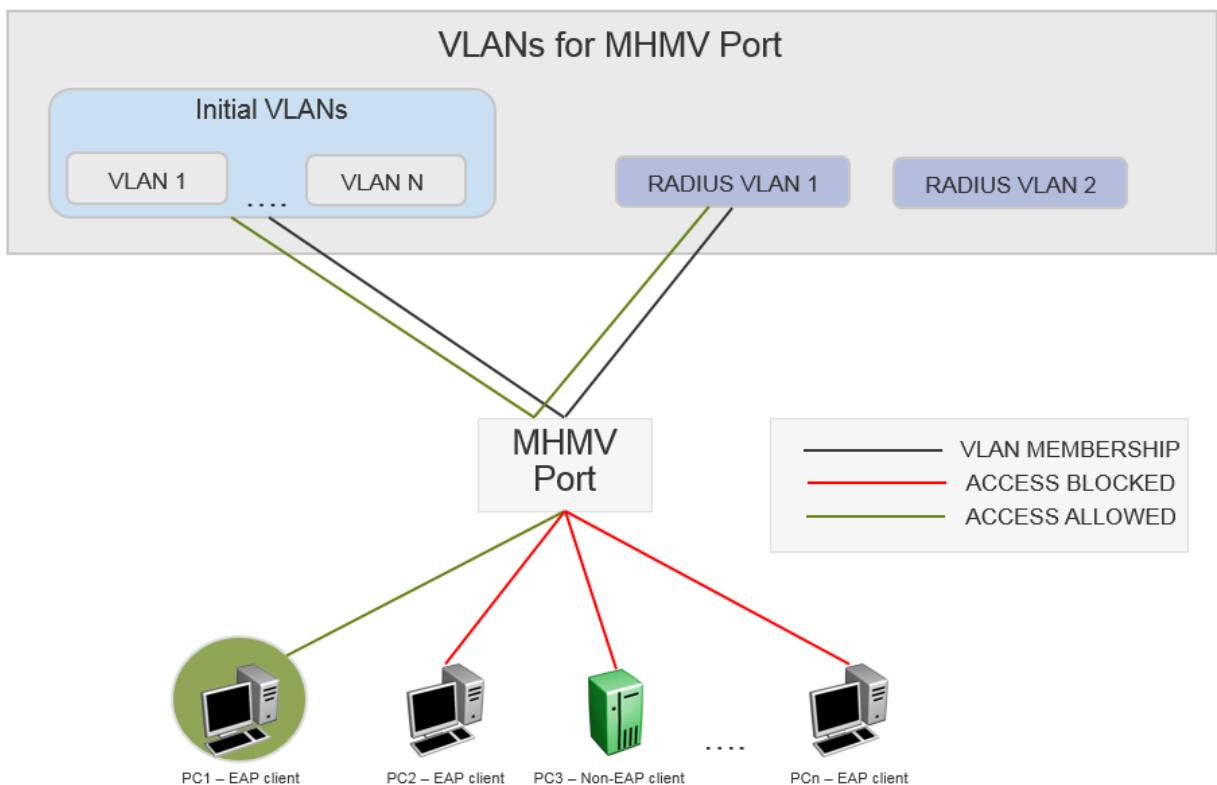 VLANs for MHMV Port
Initial VLANs
VLAN 1
....
VLAN N
RADIUS VLAN 1
RADIUS VLAN 2
MHMV
Port
VLAN MEMBERSHIP
ACCESS BLOCKED
ACCESS ALLOWED
....
PC1 – EAP client
PC2 – EAP client
PC3 – Non-EAP client
PCn – EAP client